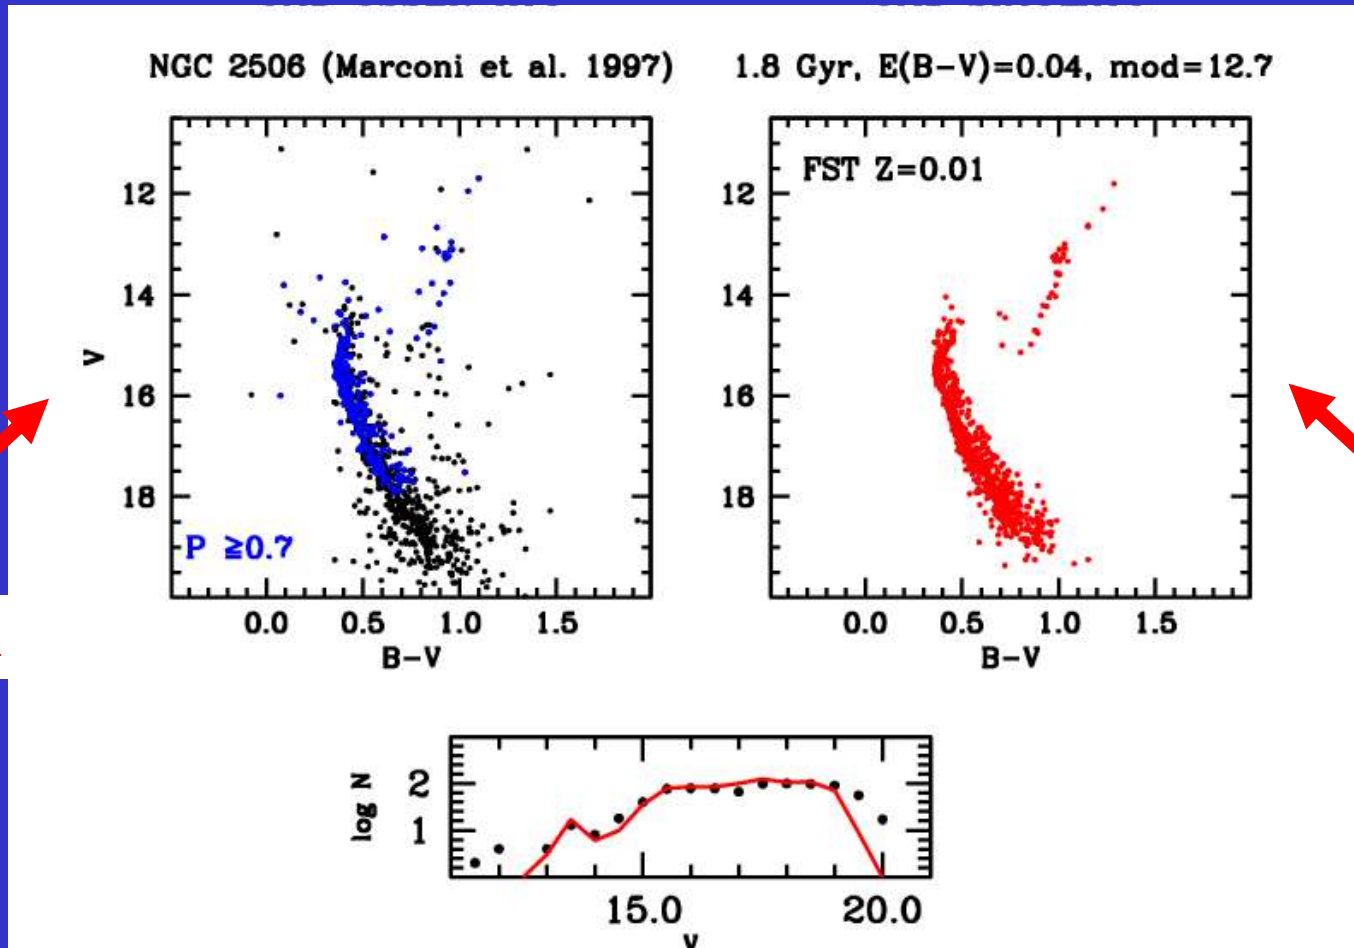 NGC 2506 (Marconi et al. 1997)
1.8 Gyr, E(B-V)=0.04, mod=12.7
V
12
14
16
18
P ≧0.7
0.0 0.5 1.0 1.5
B-V
FST Z=0.01
12
14
16
18
0.0 0.5 1.0 1.5
B-V
log N
2
1
15.0 20.0
V